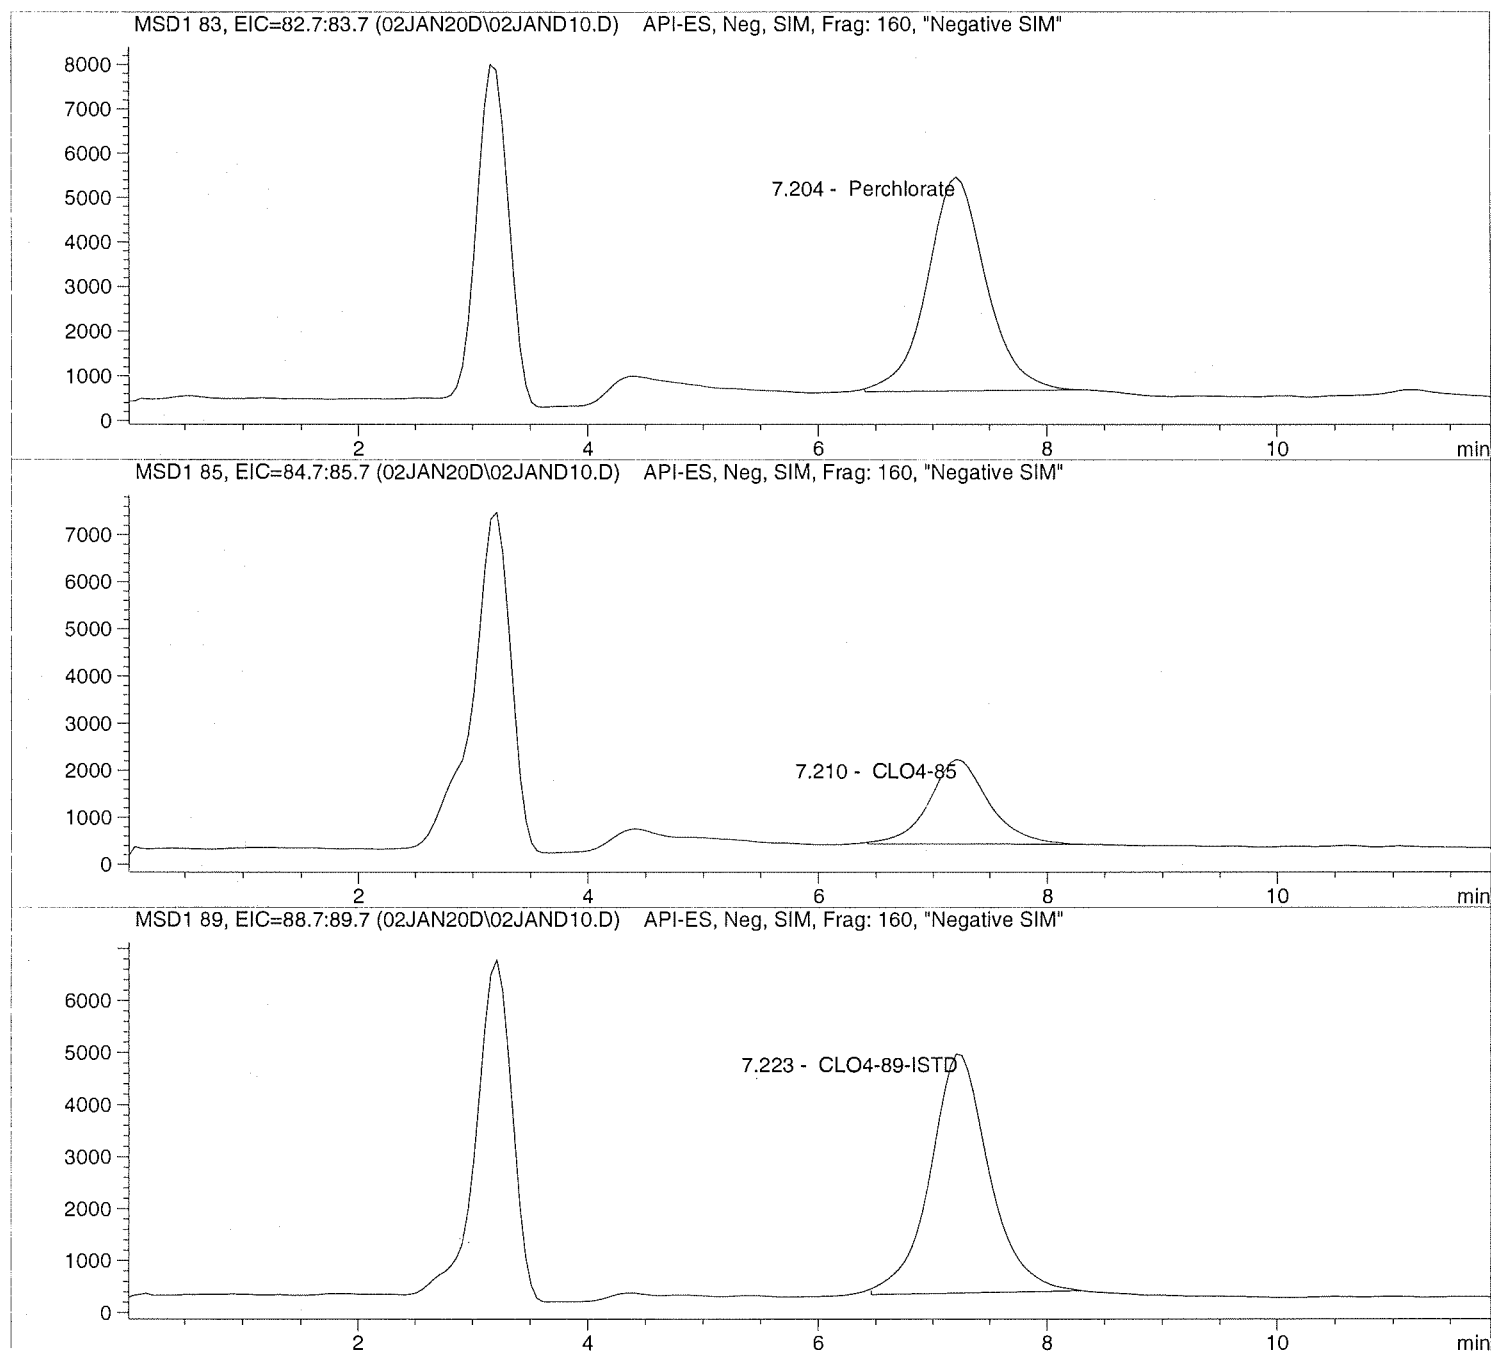 MSD1 83, EIC=82.7:83.7 (02JAN20D\02JAND10.D) API-ES, Neg, SIM, Frag: 160, "Negative SIM"
8000
7000
6000
5000
4000
3000
2000
1000
0
7.204 - Perchlorate
2 4 6 8 10 min
MSD1 85, EIC=84.7:85.7 (02JAN20D\02JAND10.D) API-ES, Neg, SIM, Frag: 160, "Negative SIM"
7000
6000
5000
4000
3000
2000
1000
0
7.210 - CLO4-85
2 4 6 8 10 min
MSD1 89, EIC=88.7:89.7 (02JAN20D\02JAND10.D) API-ES, Neg, SIM, Frag: 160, "Negative SIM"
6000
5000
4000
3000
2000
1000
0
7.223 - CLO4-89-ISTD
2 4 6 8 10 min